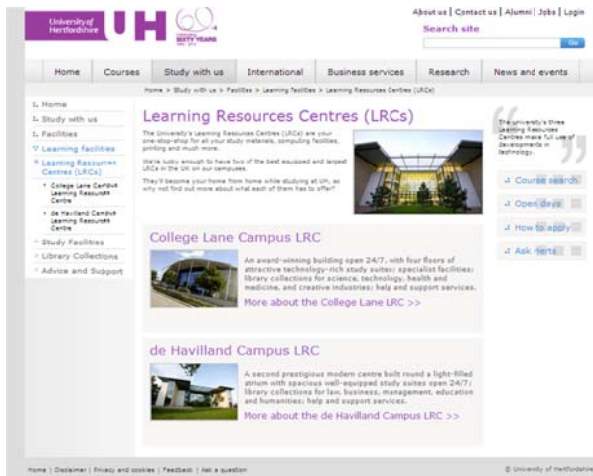 About us | Contact us | Alumni | Jobs | Login
University of
Hertfordshire
UH
SIXTY YEARS
Search site
Go
Home Courses Study with us International Business services Research News and events
Home > Study with us > Facilities > Learning facilities > Learning Resources Centres (LRCs)
Home
Study with us
Facilities
Learning facilities
Learning Resources
Centres (LRCs)
College Lane Campus
Learning Resources
Centre
de Havilland Campus
Learning Resources
Centre
Study Facilities
Library Collections
Advice and Support
Learning Resources Centres (LRCs)
The University's Learning Resources Centres (LRCs) are your
one-stop-shop for all your study materials, computing facilities,
printing and much more.
We're lucky enough to have two of the best equipped and largest
LRCs in the UK on our campuses.
They'll become your home from home while studying at UH, so
why not find out more about what each of them has to offer?
College Lane Campus LRC
An award-winning building open 24/7, with four floors of
attractive technology-rich study suites; specialist facilities;
library collections for science, technology, health and
medicine, and creative industries; help and support services.
More about the College Lane LRC >>
de Havilland Campus LRC
A second prestigious modern centre built round a light-filled
atrium with spacious well-equipped study suites open 24/7;
library collections for law, business, management, education
and humanities; help and support services.
More about the de Havilland Campus LRC >>
The university's three
Learning Resources
Centres make full use of
developments in
technology.
Course search
Open days
How to apply
Ask Herts
Home | Disclaimer | Privacy and cookies | Feedback | Ask a question
© University of Hertfordshire